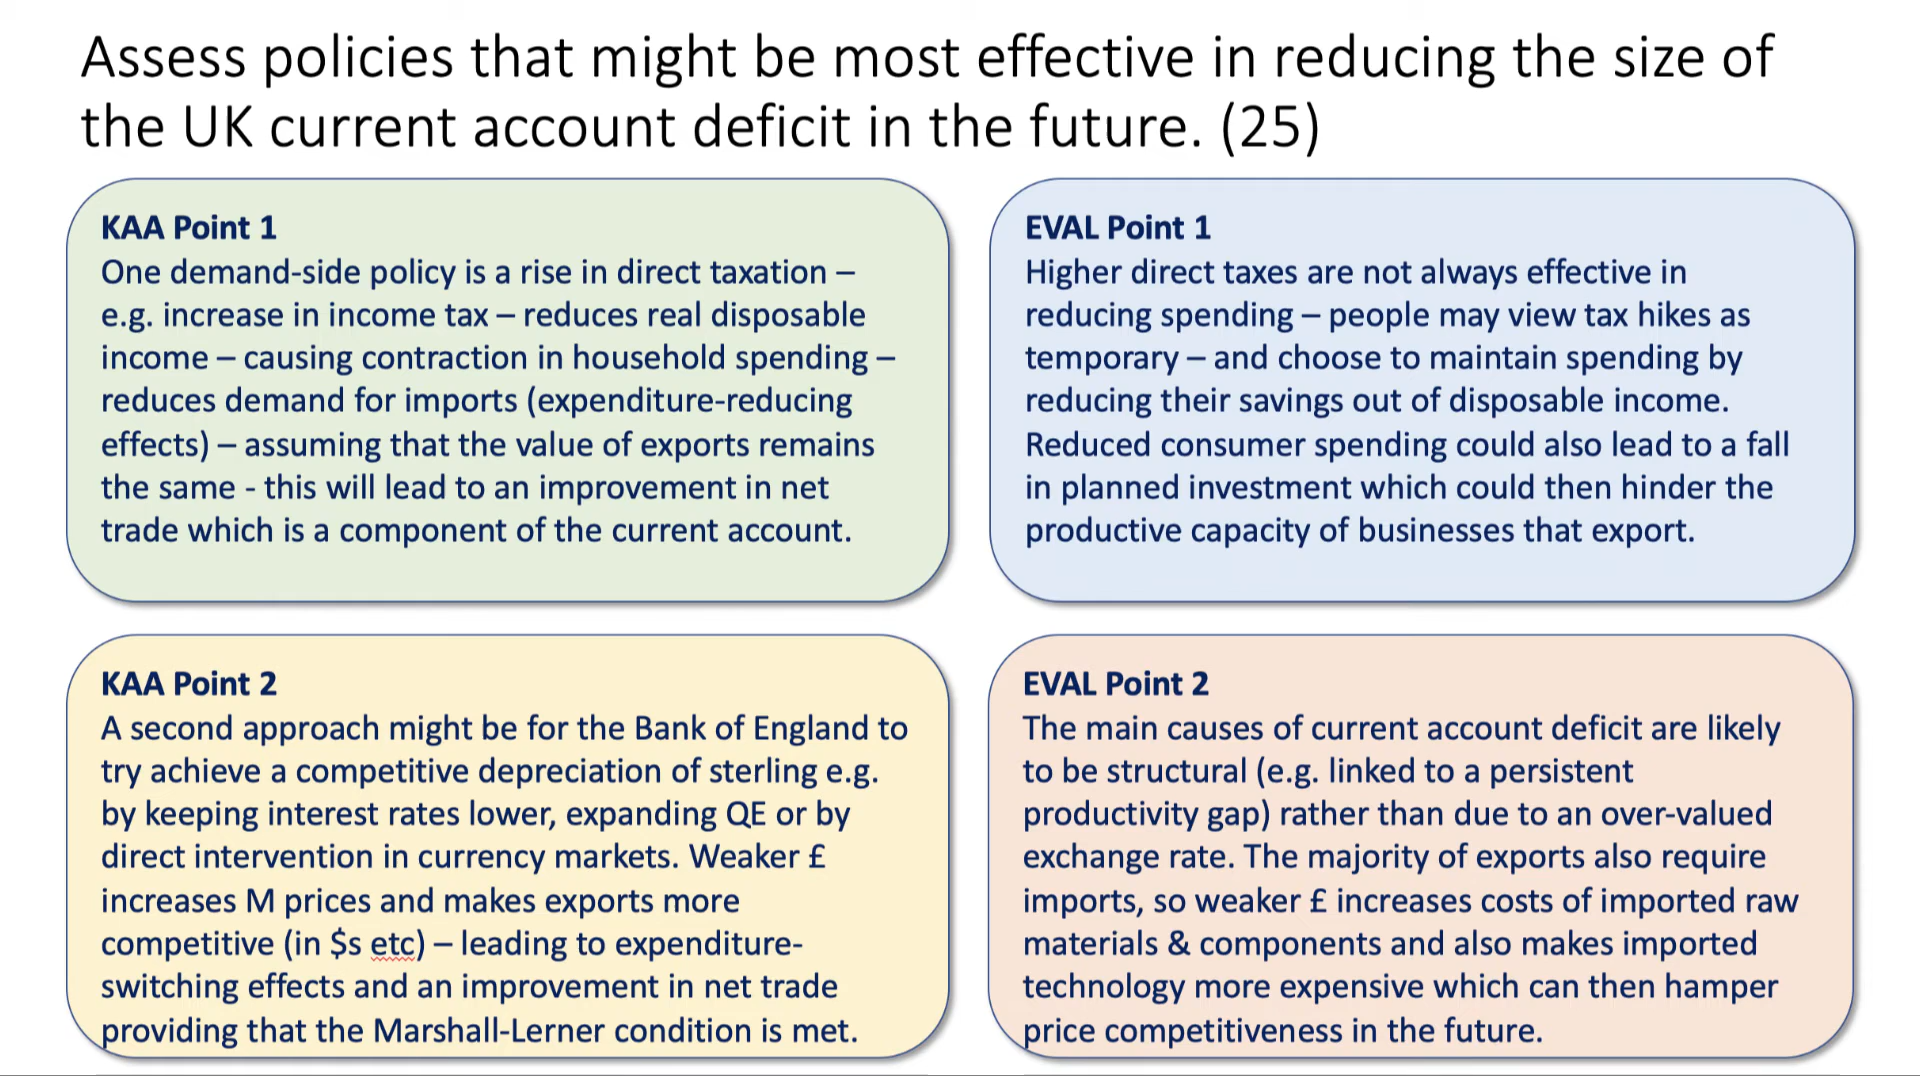 Assess policies that might be most effective in reducing the size of
the UK current account deficit in the future. (25)
KAA Point 1
One demand-side policy is a rise in direct taxation –
e.g. increase in income tax – reduces real disposable
income – causing contraction in household spending –
reduces demand for imports (expenditure-reducing
effects) – assuming that the value of exports remains
the same - this will lead to an improvement in net
trade which is a component of the current account.
EVAL Point 1
Higher direct taxes are not always effective in
reducing spending – people may view tax hikes as
temporary – and choose to maintain spending by
reducing their savings out of disposable income.
Reduced consumer spending could also lead to a fall
in planned investment which could then hinder the
productive capacity of businesses that export.
KAA Point 2
A second approach might be for the Bank of England to
try achieve a competitive depreciation of sterling e.g.
by keeping interest rates lower, expanding QE or by
direct intervention in currency markets. Weaker £
increases M prices and makes exports more
competitive (in $s etc) – leading to expenditure-
switching effects and an improvement in net trade
providing that the Marshall-Lerner condition is met.
EVAL Point 2
The main causes of current account deficit are likely
to be structural (e.g. linked to a persistent
productivity gap) rather than due to an over-valued
exchange rate. The majority of exports also require
imports, so weaker £ increases costs of imported raw
materials & components and also makes imported
technology more expensive which can then hamper
price competitiveness in the future.